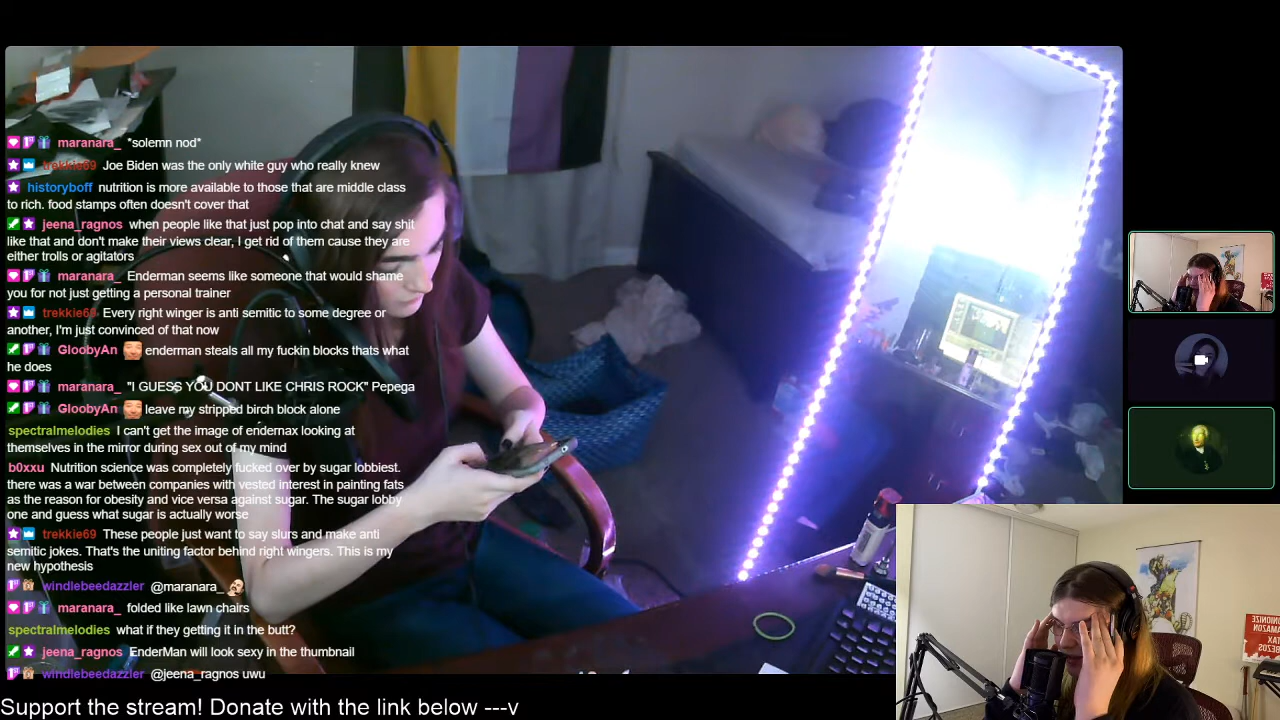 maranara_ *solemn nod*
trekkie69 Joe Biden was the only white guy who really knew
historyboff nutrition is more available to those that are middle class
to rich. food stamps often doesn't cover that
jeena_ragnos when people like that just pop into chat and say shit
like that and don't make their views clear, I get rid of them cause they are
either trolls or agitators
maranara_ Enderman seems like someone that would shame
you for not just getting a personal trainer
trekkie69 Every right winger is anti semitic to some degree or
another, I'm just convinced of that now
GloobyAn enderman steals all my fuckin blocks thats what
he does
maranara_ "I GUESS YOU DONT LIKE CHRIS ROCK" Pepega
GloobyAn leave my stripped birch block alone
spectralmelodies I can't get the image of endernax looking at
themselves in the mirror during sex out of my mind
b0xxu Nutrition science was completely fucked over by sugar lobbiest.
there was a war between companies with vested interest in painting fats
as the reason for obesity and vice versa against sugar. The sugar lobby
one and guess what sugar is actually worse
trekkie69 These people just want to say slurs and make anti
semitic jokes. That's the uniting factor behind right wingers. This is my
new hypothesis
windlebeedazzler @maranara_
maranara_ folded like lawn chairs
spectralmelodies what if they getting it in the butt?
jeena_ragnos EnderMan will look sexy in the thumbnail
windlebeedazzler @jeena_ragnos uwu
Support the stream! Donate with the link below ---v
UNIONIZE
AMAZON
TAX
BEZOS